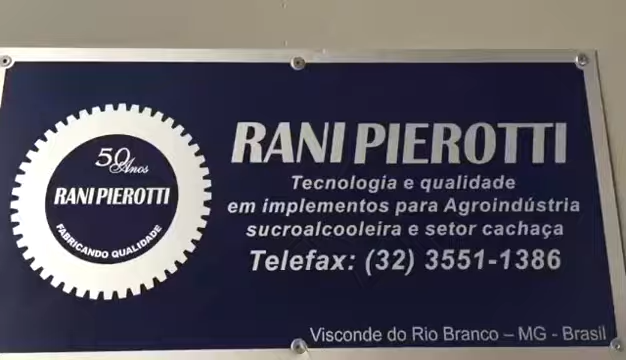 50 Anos
RANI PIEROTTI
FABRICANDO QUALIDADE
RANI PIEROTTI
Tecnologia e qualidade
em implementos para Agroindústria
sucroalcooleira e setor cachaça
Telefax: (32) 3551-1386
Visconde do Rio Branco – MG - Brasil